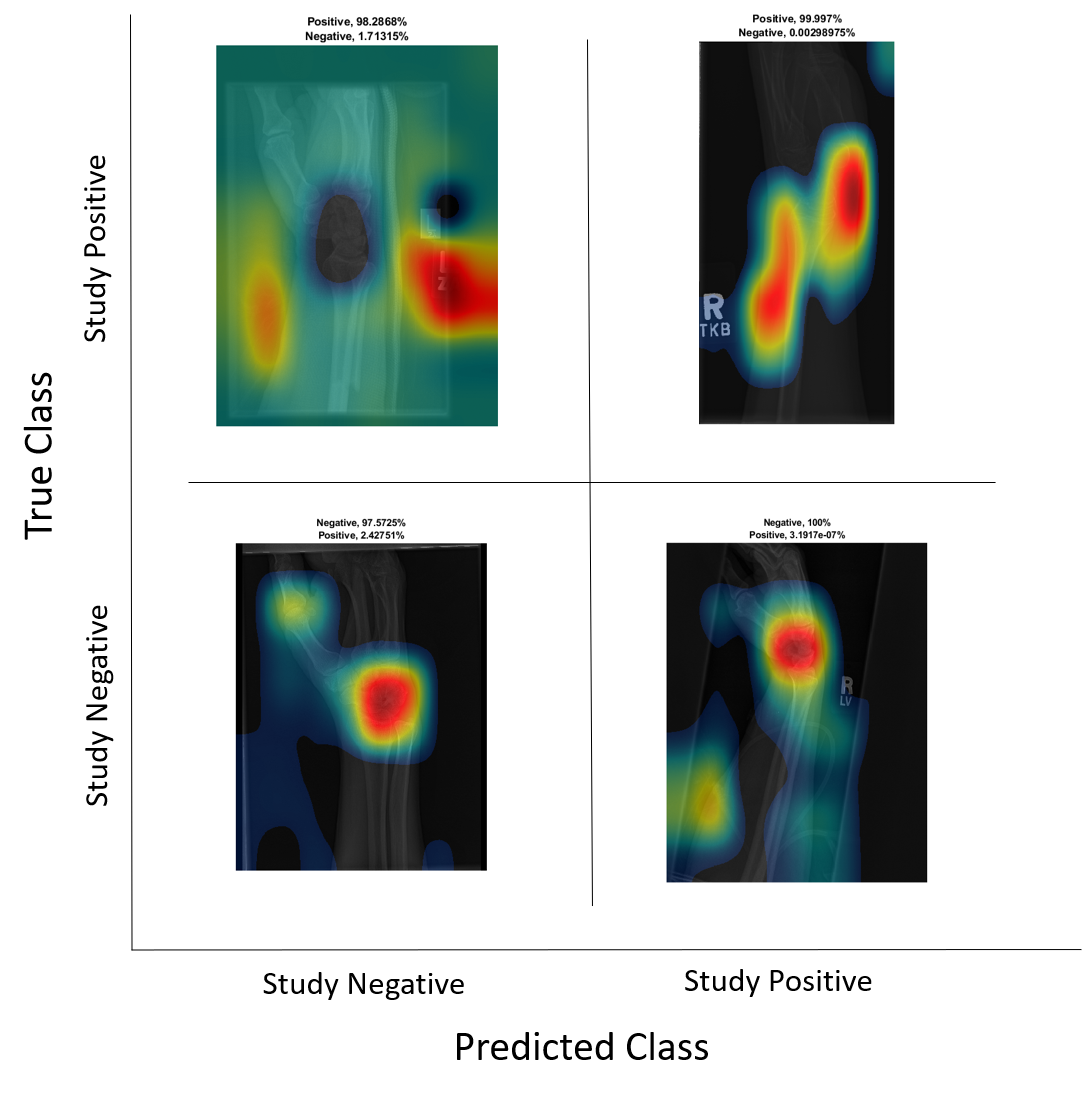 Positive, 98.2868%
Negative, 1.71315%
Positive, 99.997%
Negative, 0.00298975%
L
Z
R
TKB
Study Positive
True Class
Negative, 97.5725%
Positive, 2.42751%
Negative, 100%
Positive, 3.1917e-07%
R
LV
Study Negative
Study Negative
Study Positive
Predicted Class